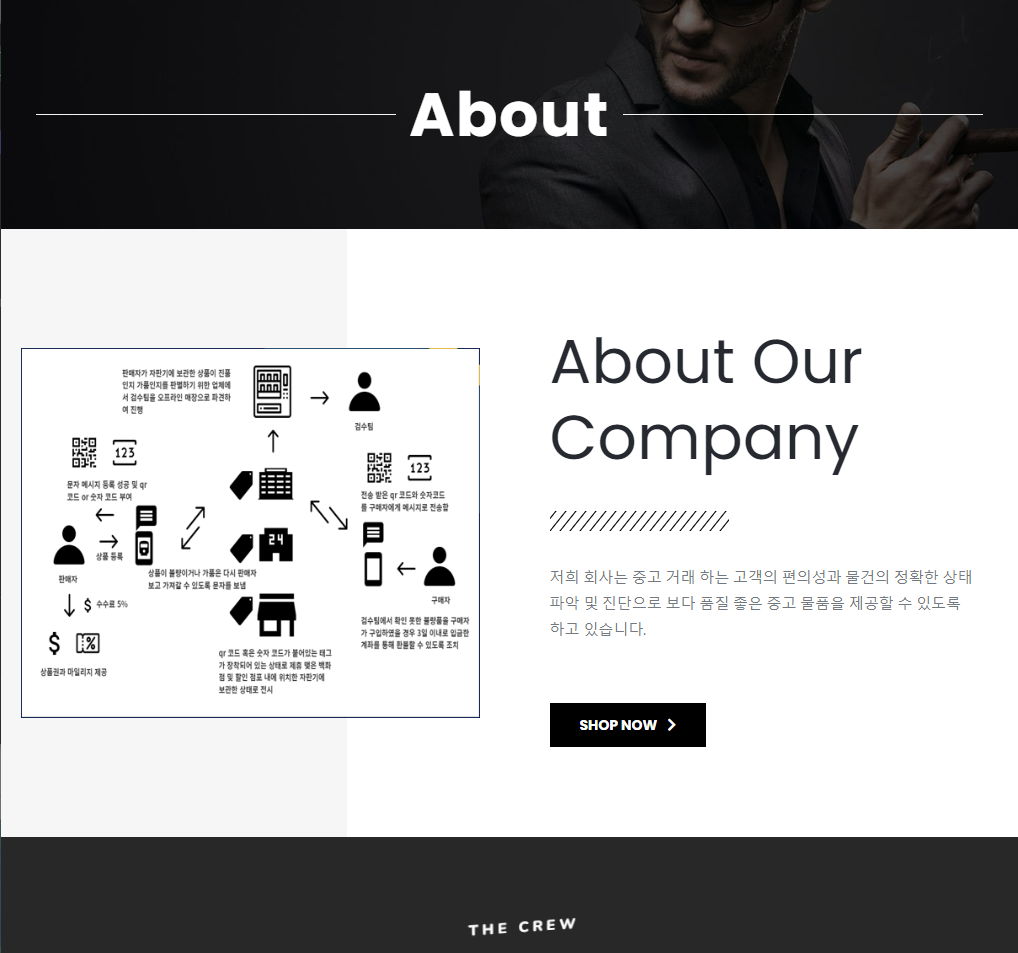 About
판매자가 자판기에 보관한 상품이 진품
인지 가품인지를 판별하기 위한 업체에
서 검수팀을 오프라인 매장으로 파견하
여 진행
검수팀
123
문자 메시지 등록 성공 및 qr
코드 or 숫자 코드 부여
123
전송 받은 qr 코드와 숫자코드
를 구매자에게 메시지로 전송함
상품 등록
24
판매자
상품이 불량이거나 가품은 다시 판매자
보고 가져갈 수 있도록 문자를 보냄
구매자
$ 수수료 5%
검수팀에서 확인 못한 불량품을 구매자
가 구입하였을 경우 3일 이내로 입금한
계좌를 통해 환불할 수 있도록 조치
$ %
상품권과 마일리지 제공
qr 코드 혹은 숫자 코드가 붙어있는 태그
가 장착되어 있는 상태로 제휴 맺은 백화
점 및 할인 점포 내에 위치한 자판기에
보관한 상태로 전시
About Our
Company
저희 회사는 중고 거래 하는 고객의 편의성과 물건의 정확한 상태
파악 및 진단으로 보다 품질 좋은 중고 물품을 제공할 수 있도록
하고 있습니다.
SHOP NOW
THE CREW